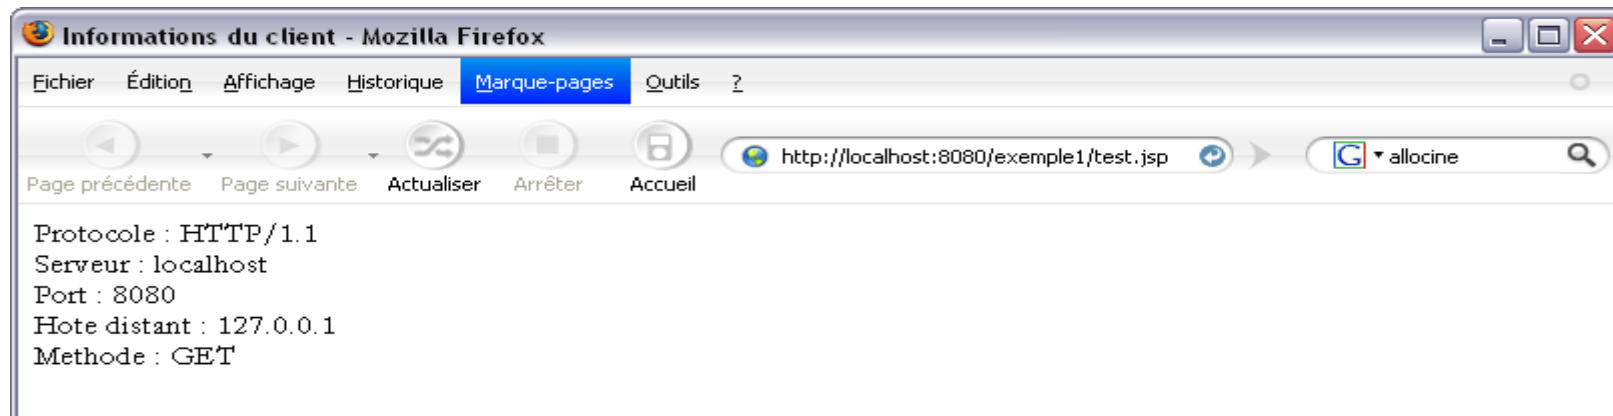 Informations du client - Mozilla Firefox
Fichier Édition Affichage Historique Marque-pages Outils ?
http://localhost:8080/exemple1/test.jsp G allocine
Page précédente Page suivante Actualiser Arrêter Accueil
Protocole : HTTP/1.1
Serveur : localhost
Port : 8080
Hote distant : 127.0.0.1
Methode : GET